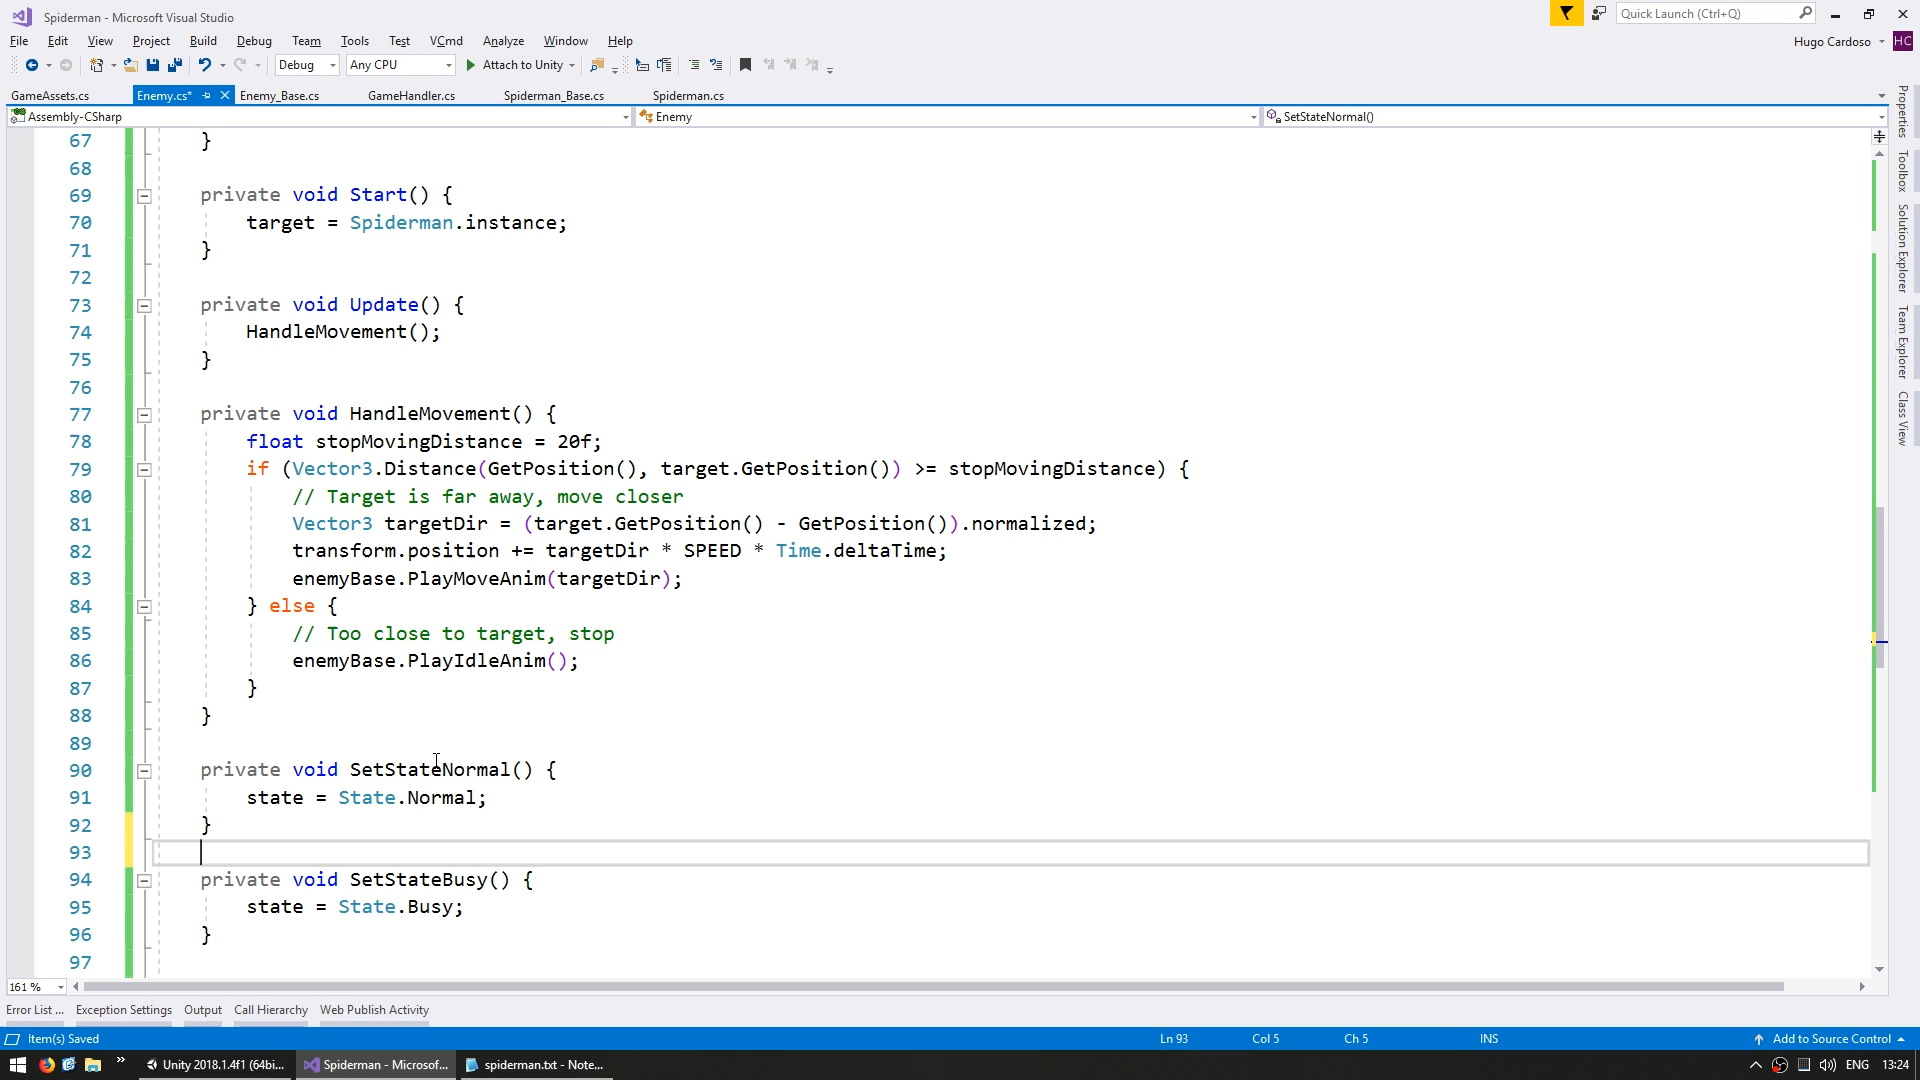 Spiderman - Microsoft Visual Studio
Quick Launch (Ctrl+Q)
File Edit View Project Build Debug Team Tools Test VCmd Analyze Window Help
Hugo Cardoso HC
Debug Any CPU Attach to Unity
GameAssets.cs Enemy.cs* Enemy_Base.cs GameHandler.cs Spiderman_Base.cs Spiderman.cs
Assembly-CSharp Enemy SetStateNormal()
67 }
68
69 private void Start() {
70 target = Spiderman.instance;
71 }
72
73 private void Update() {
74 HandleMovement();
75 }
76
77 private void HandleMovement() {
78 float stopMovingDistance = 20f;
79 if (Vector3.Distance(GetPosition(), target.GetPosition()) >= stopMovingDistance) {
80 // Target is far away, move closer
81 Vector3 targetDir = (target.GetPosition() - GetPosition()).normalized;
82 transform.position += targetDir * SPEED * Time.deltaTime;
83 enemyBase.PlayMoveAnim(targetDir);
84 } else {
85 // Too close to target, stop
86 enemyBase.PlayIdleAnim();
87 }
88 }
89
90 private void SetStateNormal() {
91 state = State.Normal;
92 }
93
94 private void SetStateBusy() {
95 state = State.Busy;
96 }
97
Properties
Toolbox
Solution Explorer
Team Explorer
Class View
161 %
Error List ... Exception Settings Output Call Hierarchy Web Publish Activity
Item(s) Saved Ln 93 Col 5 Ch 5 INS Add to Source Control
Unity 2018.1.4f1 (64bi... Spiderman - Microsof... spiderman.txt - Note... ENG 13:24